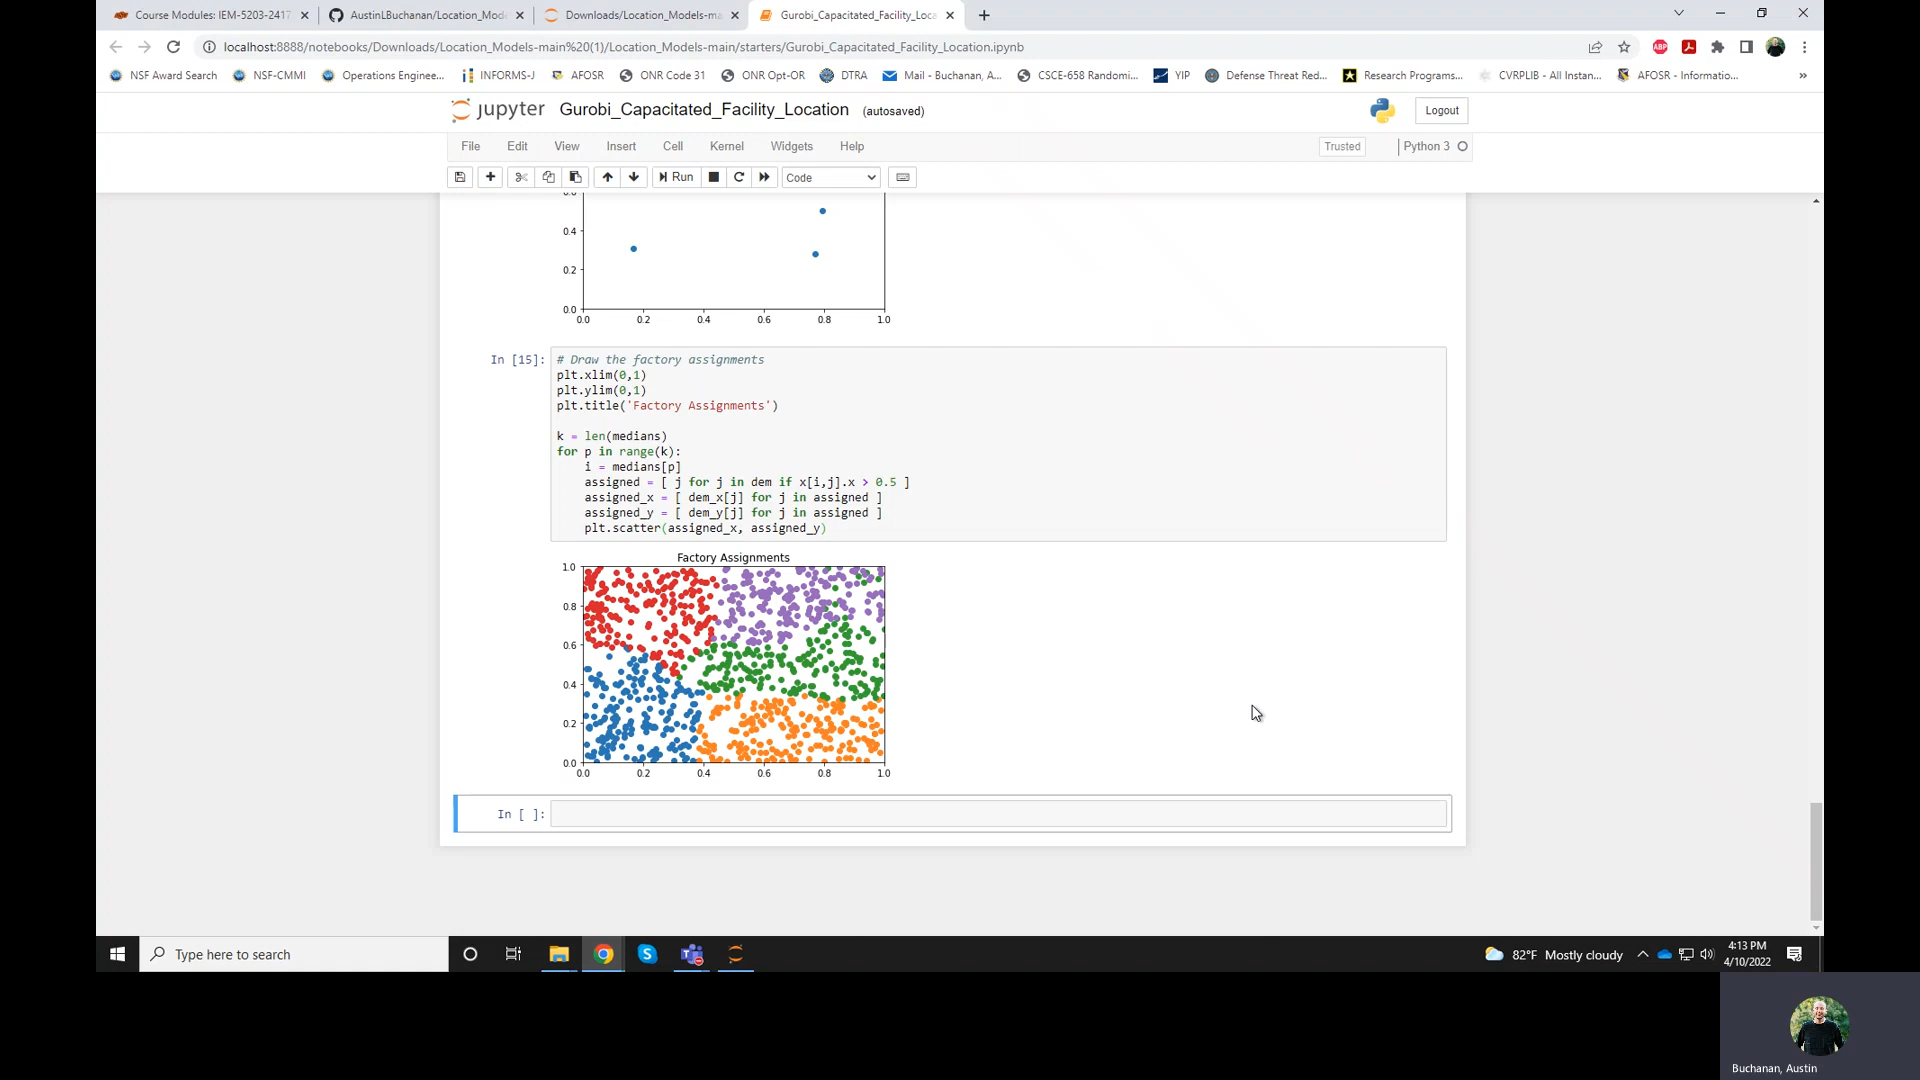 Course Modules: IEM-5203-2417
AustinLBuchanan/Location_Mode
Downloads/Location_Models-ma
Gurobi_Capacitated_Facility_Loca
localhost:8888/notebooks/Downloads/Location_Models-main%20(1)/Location_Models-main/starters/Gurobi_Capacitated_Facility_Location.ipynb
ABP
NSF Award Search
NSF-CMMI
Operations Enginee...
INFORMS-J
AFOSR
ONR Code 31
ONR Opt-OR
DTRA
Mail - Buchanan, A...
CSCE-658 Randomi...
YIP
Defense Threat Red...
Research Programs...
CVRPLIB - All Instan...
AFOSR - Informatio...
»
jupyter Gurobi_Capacitated_Facility_Location (autosaved)
Logout
File Edit View Insert Cell Kernel Widgets Help
Trusted
Python 3
Run
Code
0.6
0.4
0.2
0.0
0.0 0.2 0.4 0.6 0.8 1.0
In [15]:
# Draw the factory assignments
plt.xlim(0,1)
plt.ylim(0,1)
plt.title('Factory Assignments')
k = len(medians)
for p in range(k):
i = medians[p]
assigned = [ j for j in dem if x[i,j].x > 0.5 ]
assigned_x = [ dem_x[j] for j in assigned ]
assigned_y = [ dem_y[j] for j in assigned ]
plt.scatter(assigned_x, assigned_y)
Factory Assignments
1.0
0.8
0.6
0.4
0.2
0.0
0.0 0.2 0.4 0.6 0.8 1.0
In [ ]:
Type here to search
82°F Mostly cloudy
4:13 PM
4/10/2022
Buchanan, Austin